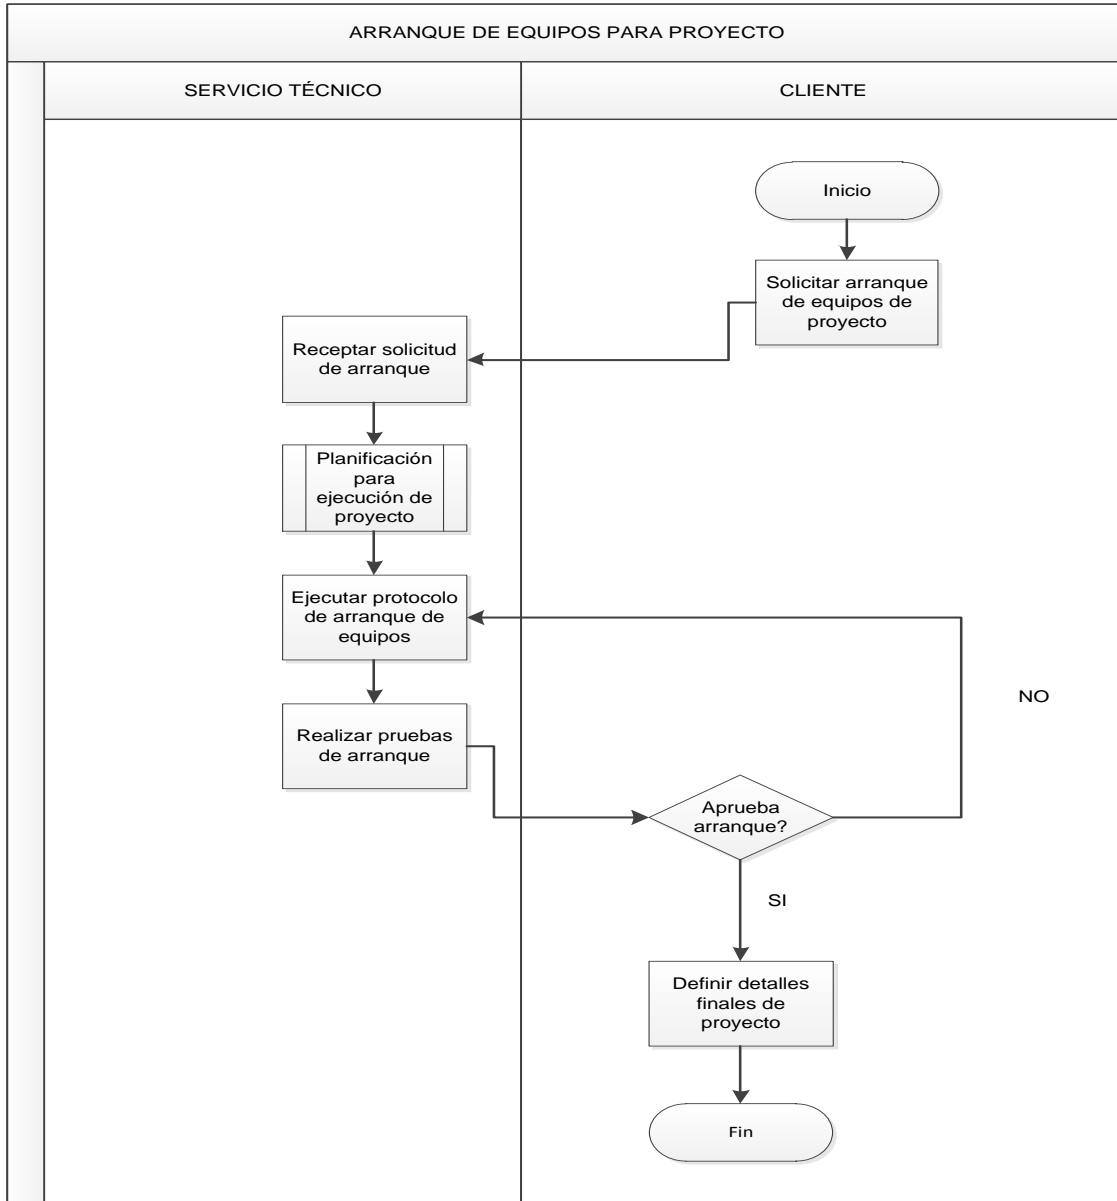 ARRANQUE DE EQUIPOS PARA PROYECTO
SERVICIO TÉCNICO
CLIENTE
Inicio
Solicitar arranque
de equipos de
proyecto
Receptar solicitud
de arranque
Planificación
para
ejecución de
proyecto
Ejecutar protocolo
de arranque de
equipos
NO
Realizar pruebas
de arranque
Aprueba
arranque?
SI
Definir detalles
finales de
proyecto
Fin